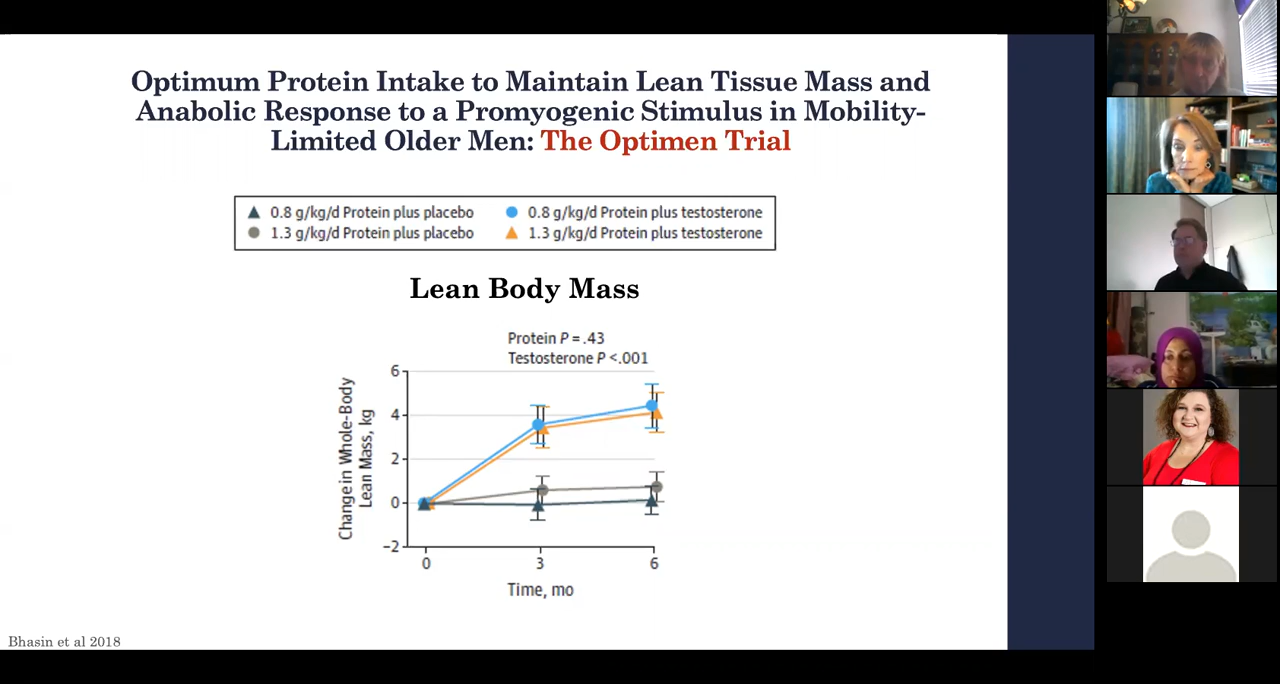 Optimum Protein Intake to Maintain Lean Tissue Mass and
Anabolic Response to a Promyogenic Stimulus in Mobility-
Limited Older Men: The Optimen Trial
0.8 g/kg/d Protein plus placebo
0.8 g/kg/d Protein plus testosterone
1.3 g/kg/d Protein plus placebo
1.3 g/kg/d Protein plus testosterone
Lean Body Mass
Protein P = .43
Testosterone P <.001
Change in Whole-Body
Lean Mass, kg
6
4
2
0
−2
0
3
6
Time, mo
Bhasin et al 2018